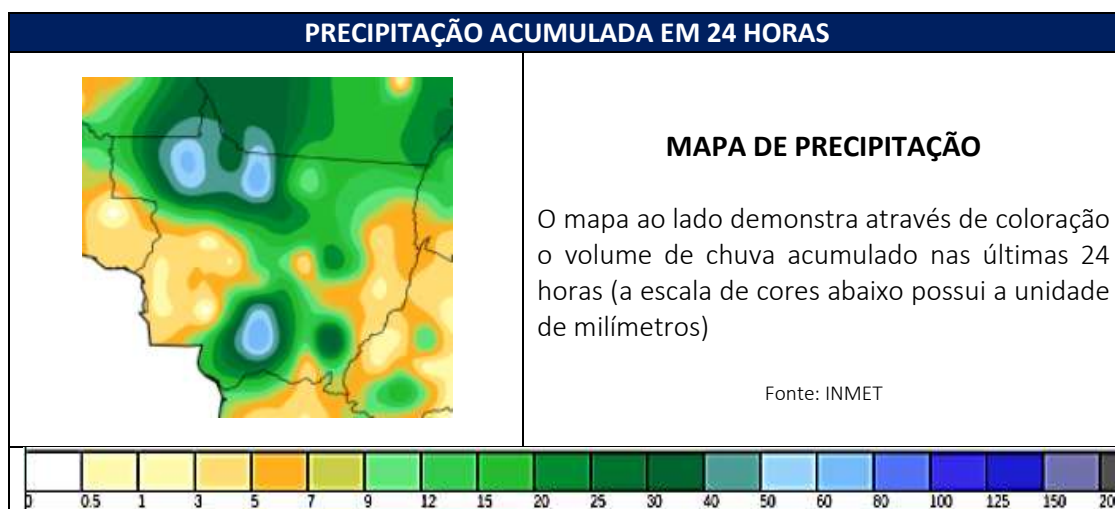 PRECIPITAÇÃO ACUMULADA EM 24 HORAS
MAPA DE PRECIPITAÇÃO
O mapa ao lado demonstra através de coloração
o volume de chuva acumulado nas últimas 24
horas (a escala de cores abaixo possui a unidade
de milímetros)
Fonte: INMET
0 0.5 1 3 5 7 9 12 15 20 25 30 40 50 60 80 100 125 150